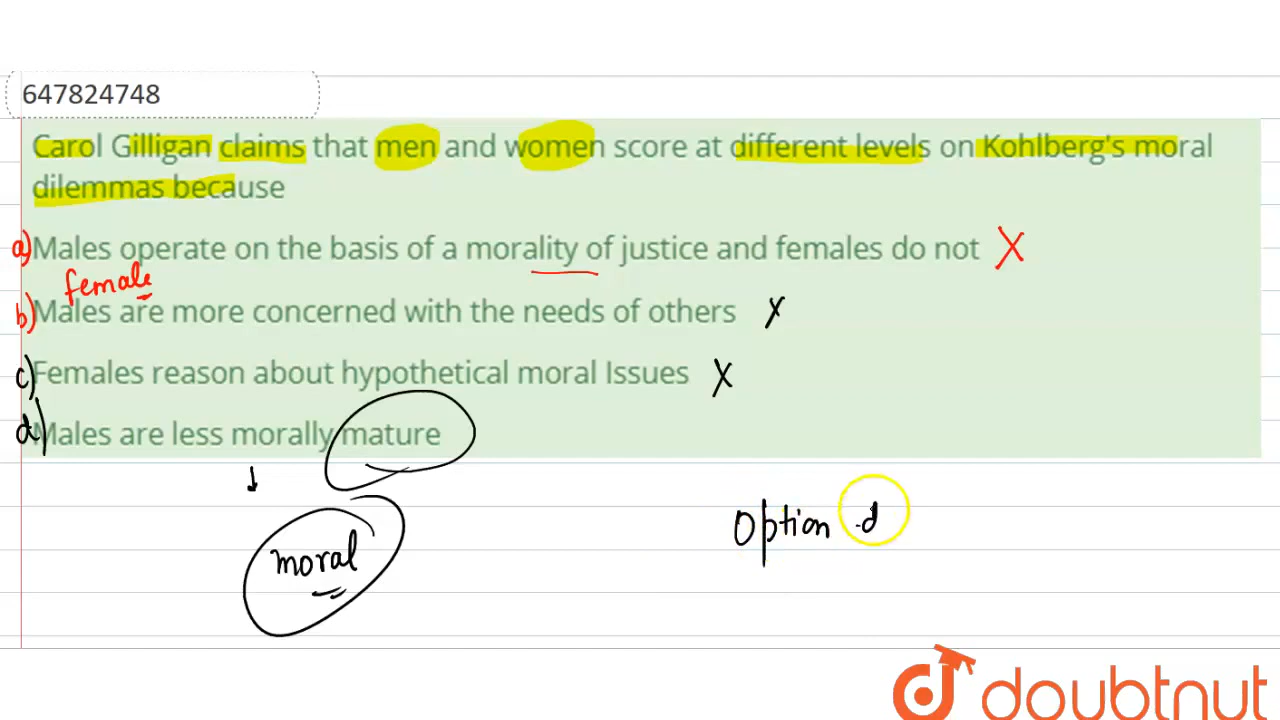 647824748
Carol Gilligan claims that men and women score at different levels on Kohlberg's moral
dilemmas because
a) Males operate on the basis of a morality of justice and females do not X
female
b) Males are more concerned with the needs of others X
c) Females reason about hypothetical moral Issues X
d) Males are less morally mature
moral
Option d
doubtnut